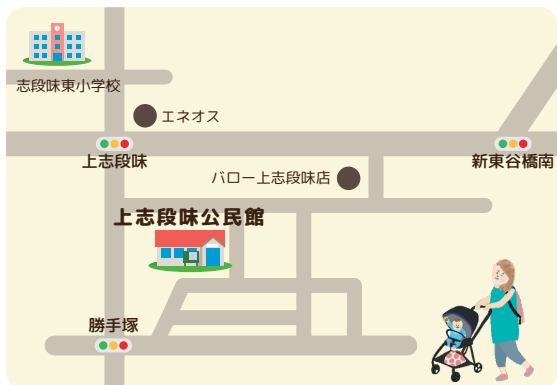 志段味東小学校
エネオス
上志段味
新東谷橋南
バロー上志段味店
上志段味公民館
勝手塚